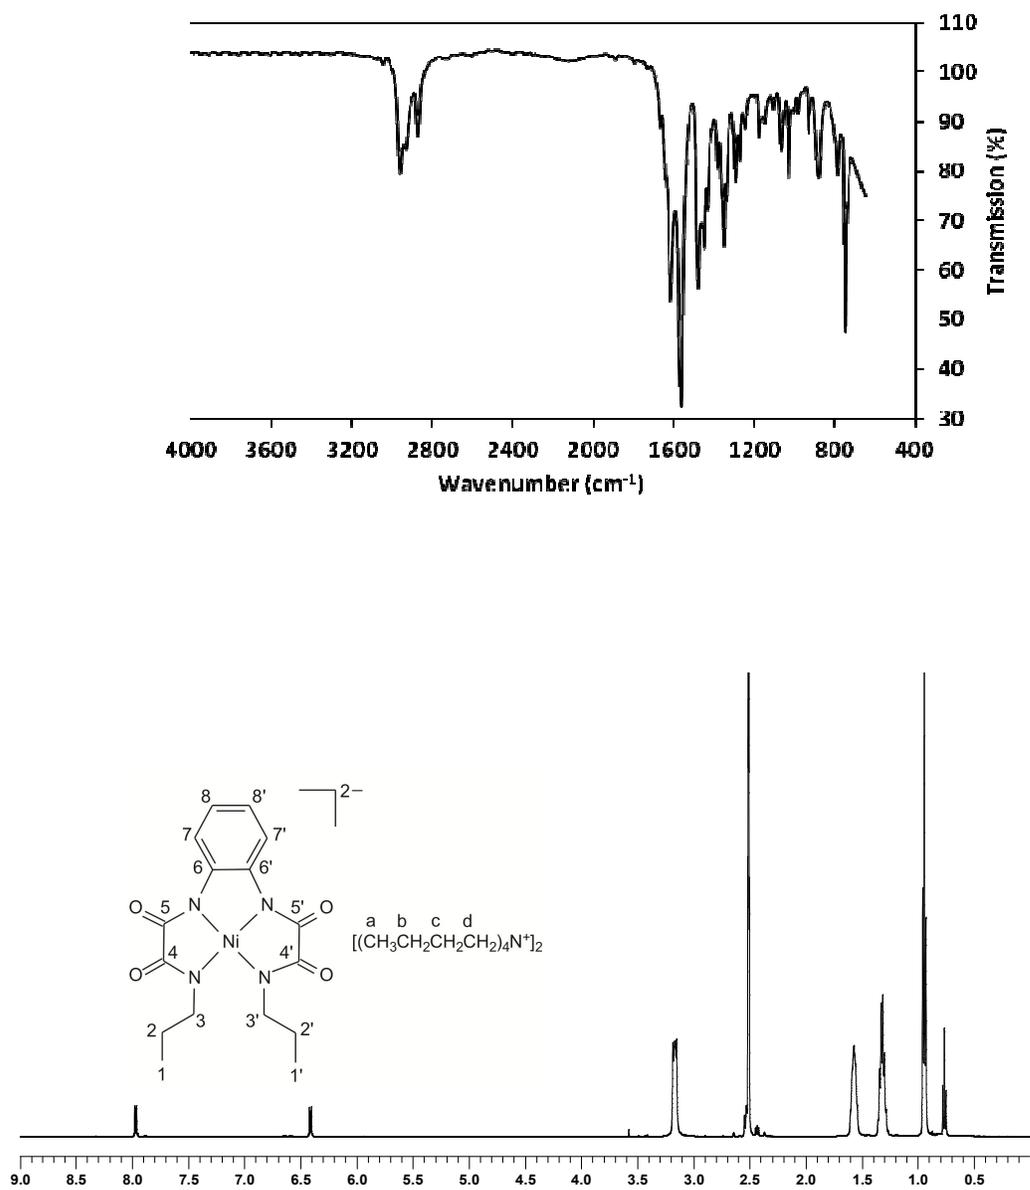 110
100
90
80
70
60
50
40
30
Transmission (%)
4000 3600 3200 2800 2400 2000 1600 1200 800 400
Wavenumber (cm⁻¹)
8 8' 2−
7 7'
6 6'
O 5 N N 5' O
a b c d
Ni [(CH₃CH₂CH₂CH₂)₄N⁺]₂
4 4'
O N N O
2 3 3' 2'
1 1'
9.0 8.5 8.0 7.5 7.0 6.5 6.0 5.5 5.0 4.5 4.0 3.5 3.0 2.5 2.0 1.5 1.0 0.5